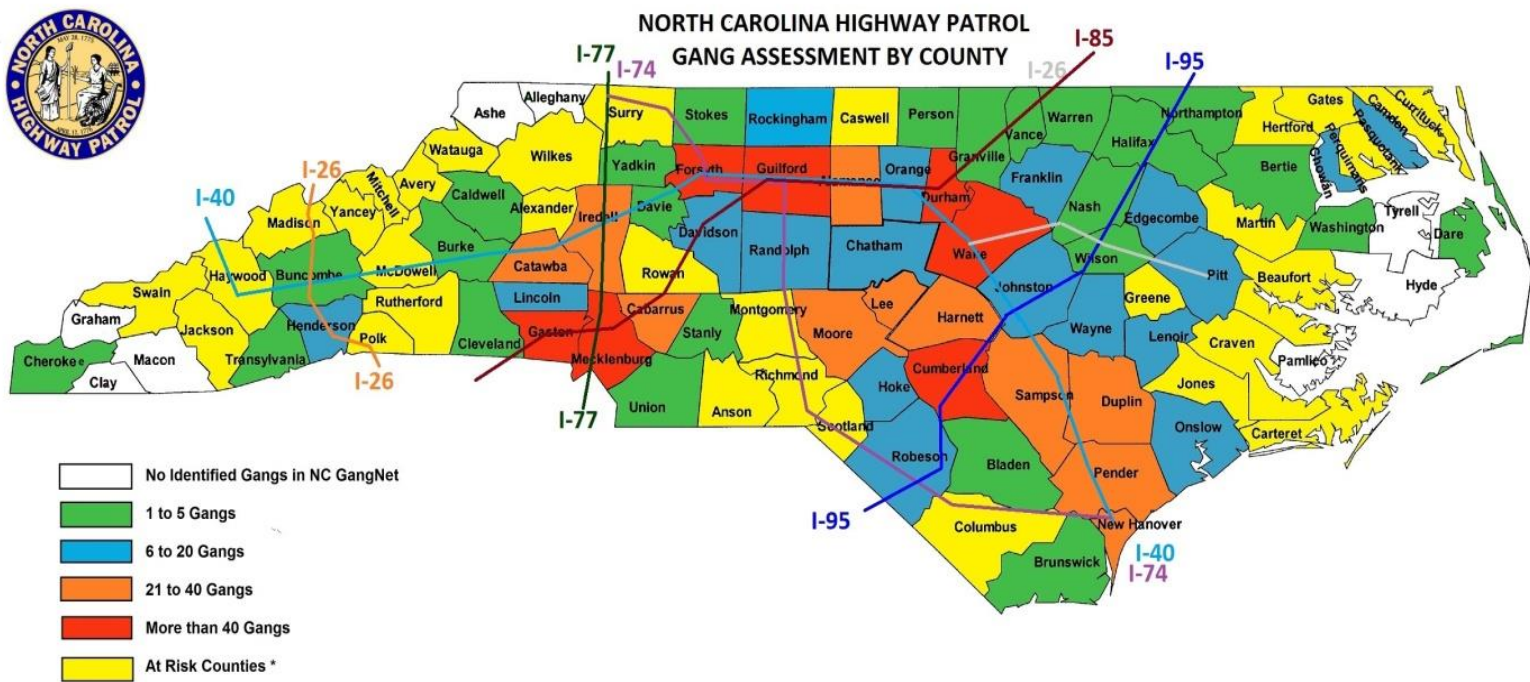 NORTH CAROLINA HIGHWAY PATROL
GANG ASSESSMENT BY COUNTY
NORTH CAROLINA
HIGHWAY PATROL
MAY 20, 1775
APRIL 12, 1776
I-77
I-74
I-26
I-85
I-95
Ashe
Alleghany
Surry
Stokes
Rockingham
Caswell
Person
Granville
Vance
Warren
Halifax
Northampton
Gates
Hertford
Camden
Currituck
Pasquotank
Perquimans
Chowan
Bertie
Watauga
Wilkes
Yadkin
Forsyth
Guilford
Alamance
Orange
Durham
Franklin
Nash
Edgecombe
Martin
Washington
Tyrell
Dare
I-26
I-40
Madison
Yancey
Mitchell
Avery
Caldwell
Alexander
Iredell
Davie
Davidson
Randolph
Chatham
Wake
Wilson
Pitt
Beaufort
Hyde
Swain
Haywood
Buncombe
McDowell
Burke
Catawba
Rowan
Johnston
Greene
Graham
Jackson
Henderson
Rutherford
Lincoln
Cabarrus
Montgomery
Lee
Moore
Harnett
Wayne
Lenoir
Craven
Pamlico
Cherokee
Macon
Clay
Transylvania
Polk
Cleveland
Gaston
Mecklenburg
Stanly
Richmond
Hoke
Cumberland
Sampson
Duplin
Jones
I-26
I-77
Union
Anson
Scotland
Robeson
Bladen
Pender
Onslow
Carteret
I-95
Columbus
New Hanover
Brunswick
I-40
I-74
No Identified Gangs in NC GangNet
1 to 5 Gangs
6 to 20 Gangs
21 to 40 Gangs
More than 40 Gangs
At Risk Counties *